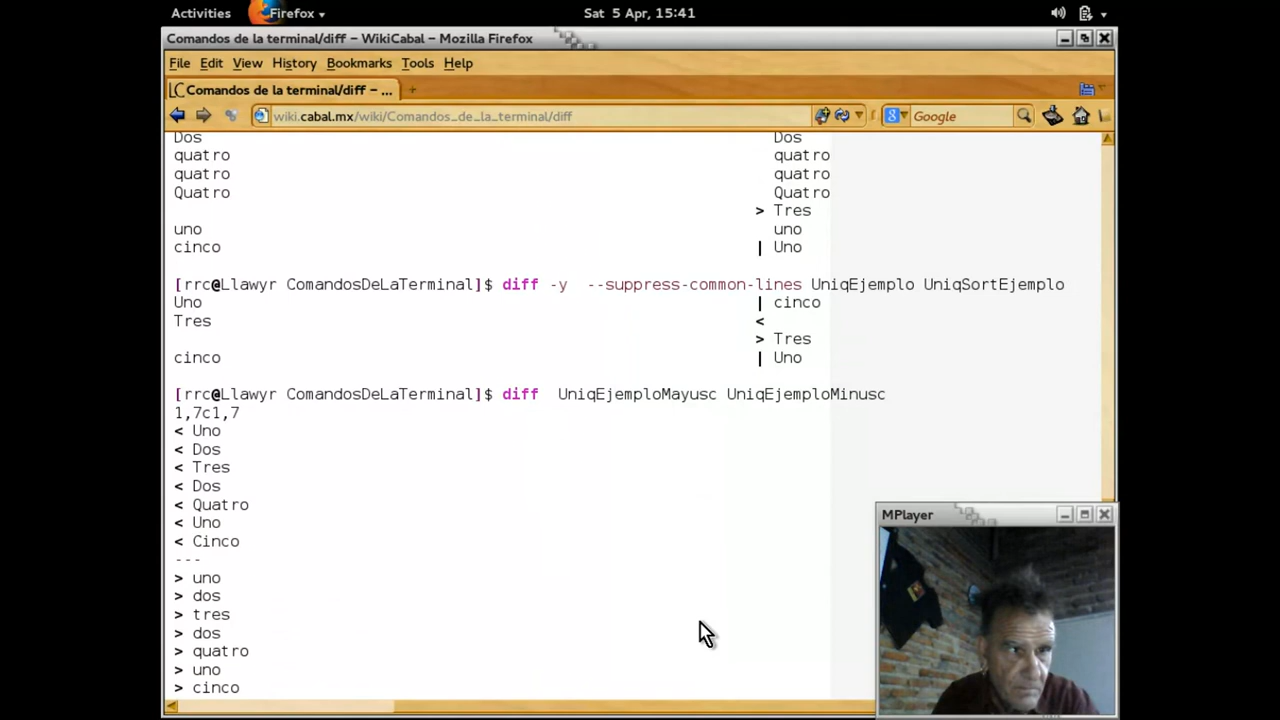 Activities Firefox Sat 5 Apr, 15:41
Comandos de la terminal/diff – WikiCabal – Mozilla Firefox
File Edit View History Bookmarks Tools Help
LC Comandos de la terminal/diff – ... +
wiki.cabal.mx/wiki/Comandos_de_la_terminal/diff 8 Google
Dos Dos
quatro quatro
quatro quatro
Quatro Quatro
> Tres
uno uno
cinco | Uno
[rrc@Llawyr ComandosDeLaTerminal]$ diff -y --suppress-common-lines UniqEjemplo UniqSortEjemplo
Uno | cinco
Tres <
> Tres
cinco | Uno
[rrc@Llawyr ComandosDeLaTerminal]$ diff UniqEjemploMayusc UniqEjemploMinusc
1,7c1,7
< Uno
< Dos
< Tres
< Dos
< Quatro
< Uno
< Cinco
---
> uno
> dos
> tres
> dos
> quatro
> uno
> cinco
MPlayer